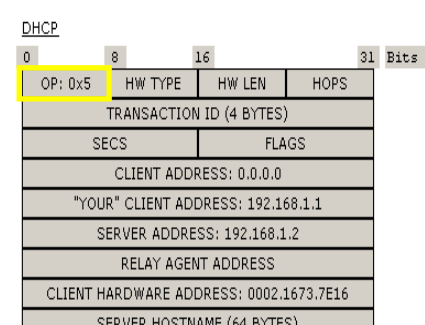 DHCP
0 8 16 31 Bits
OP: 0x5 HW TYPE HW LEN HOPS
TRANSACTION ID (4 BYTES)
SECS FLAGS
CLIENT ADDRESS: 0.0.0.0
"YOUR" CLIENT ADDRESS: 192.168.1.1
SERVER ADDRESS: 192.168.1.2
RELAY AGENT ADDRESS
CLIENT HARDWARE ADDRESS: 0002.1673.7E16
SERVER HOSTNAME (64 BYTES)